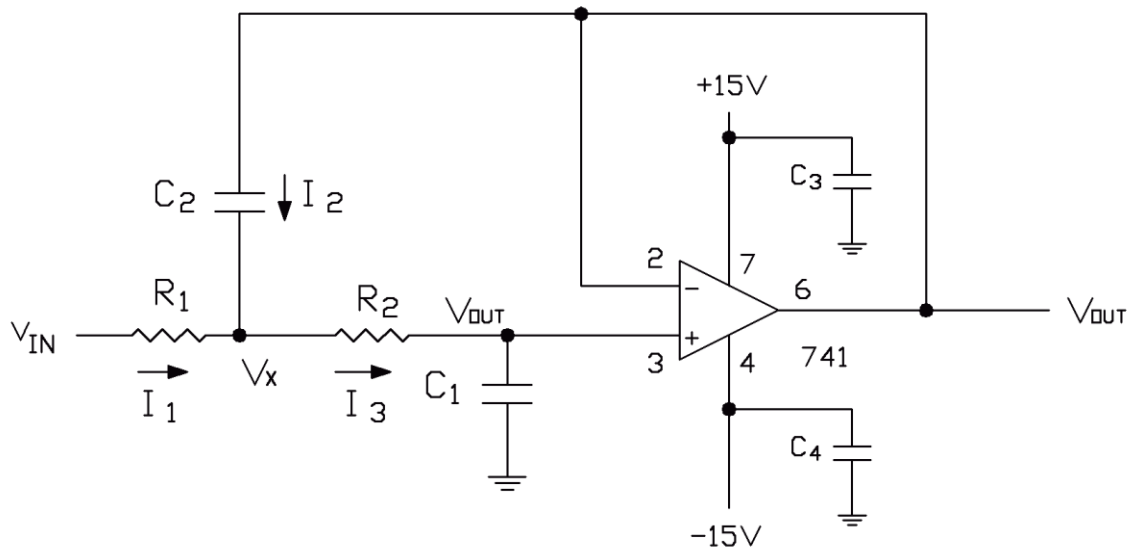 +15V
C3
C2
I2
2
7
6
R1
R2
VOUT
VIN
VX
VOUT
3
4
741
I1
I3
C1
C4
-15V